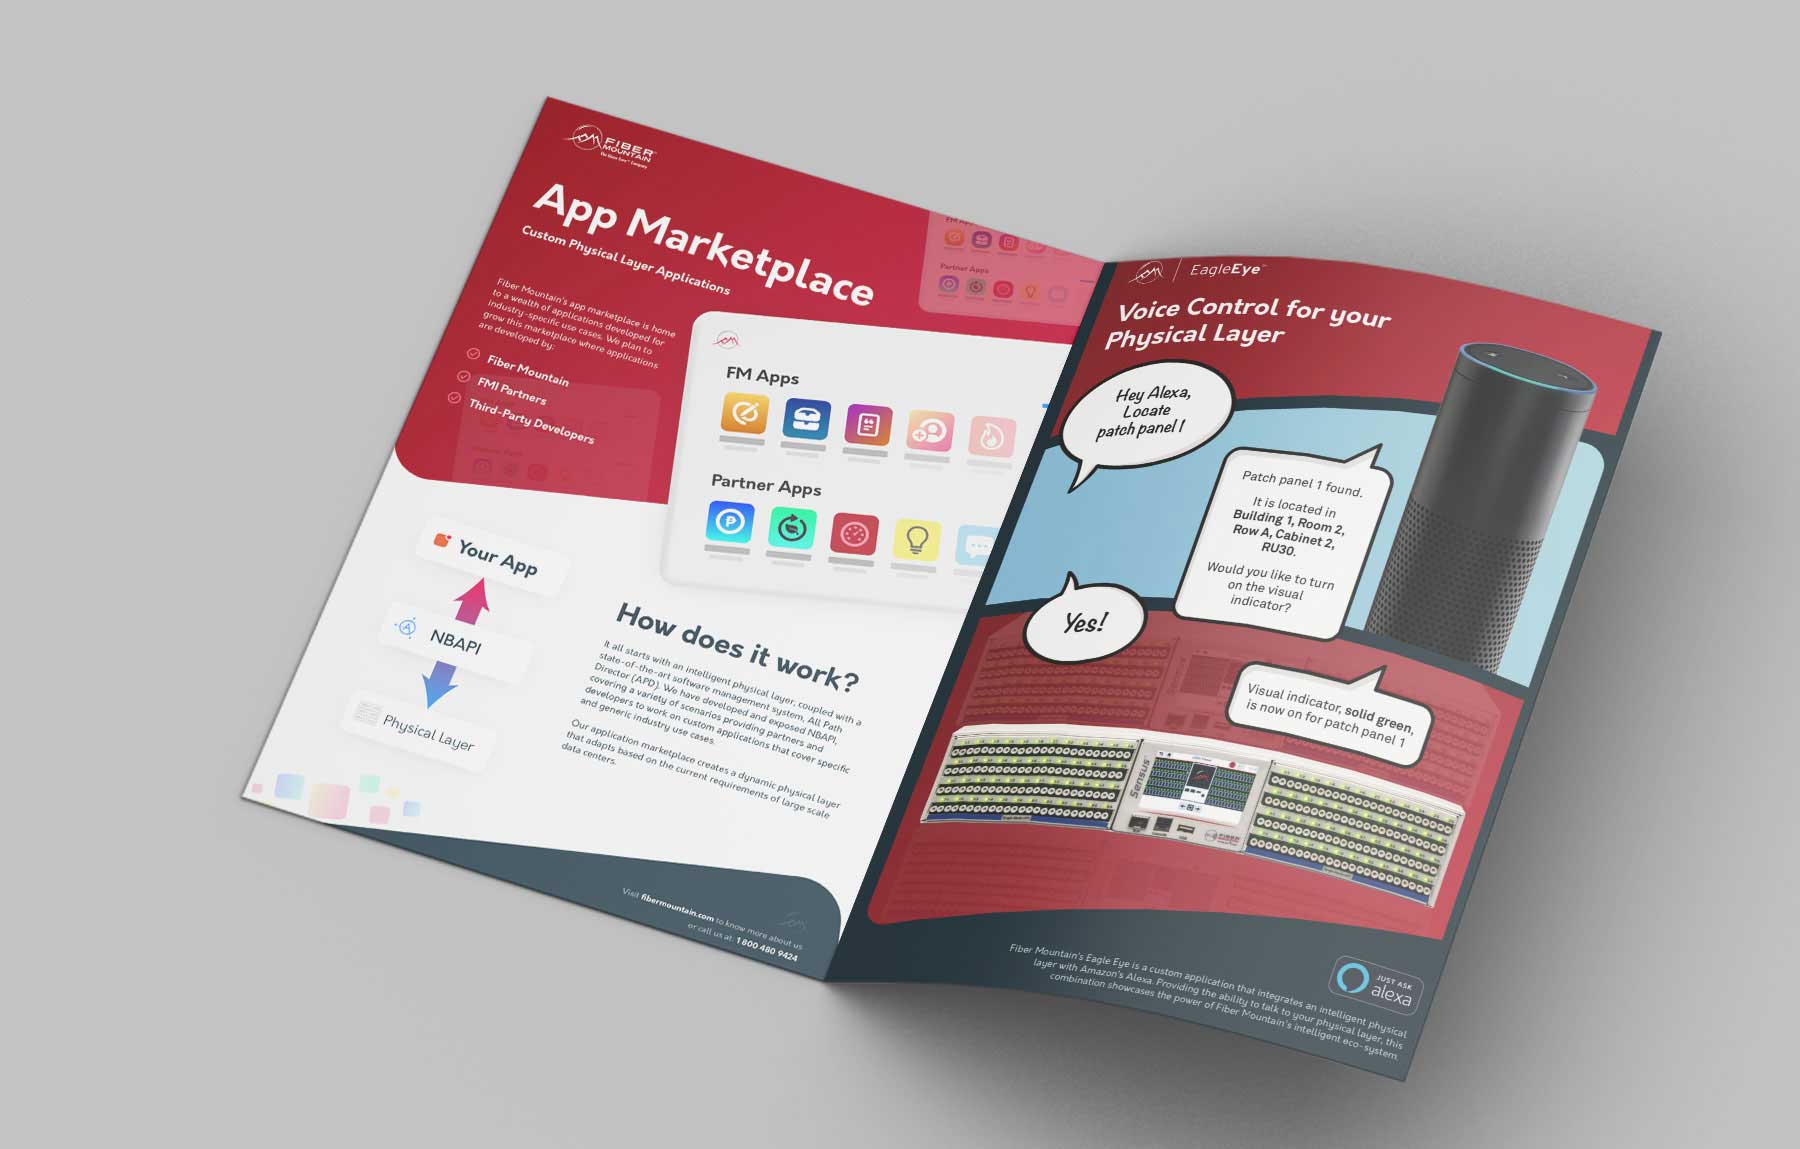 FIBER
MOUNTAIN
App Marketplace
Custom Physical Layer Applications
Fiber Mountain's app marketplace is home
to a wealth of applications developed for
industry-specific use cases. We plan to
grow this marketplace where applications
are developed by:
Fiber Mountain
FMI Partners
Third-Party Developers
Partner Apps
FM Apps
Partner Apps
Your App
NBAPI
Physical Layer
How does it work?
It all starts with an intelligent physical layer, coupled with a
state-of-the-art software management system, All Path
Director (APD). We have developed and exposed NBAPI,
covering a variety of scenarios providing partners and
developers to work on custom applications that cover specific
and generic industry use cases.
Our application marketplace creates a dynamic physical layer
that adapts based on the current requirements of large scale
data centers.
Visit fibermountain.com to know more about us
or call us at: 1 800 480 9424
EagleEye™
Voice Control for your
Physical Layer
Hey Alexa,
Locate
patch panel 1
Patch panel 1 found.
It is located in
Building 1, Room 2,
Row A, Cabinet 2,
RU30.
Would you like to turn
on the visual
indicator?
Yes!
Visual indicator, solid green,
is now on for patch panel 1
Sensus
FIBER
Fiber Mountain's Eagle Eye is a custom application that integrates an intelligent physical
layer with Amazon's Alexa. Providing the ability to talk to your physical layer, this
combination showcases the power of Fiber Mountain's intelligent eco-system.
JUST ASK
alexa